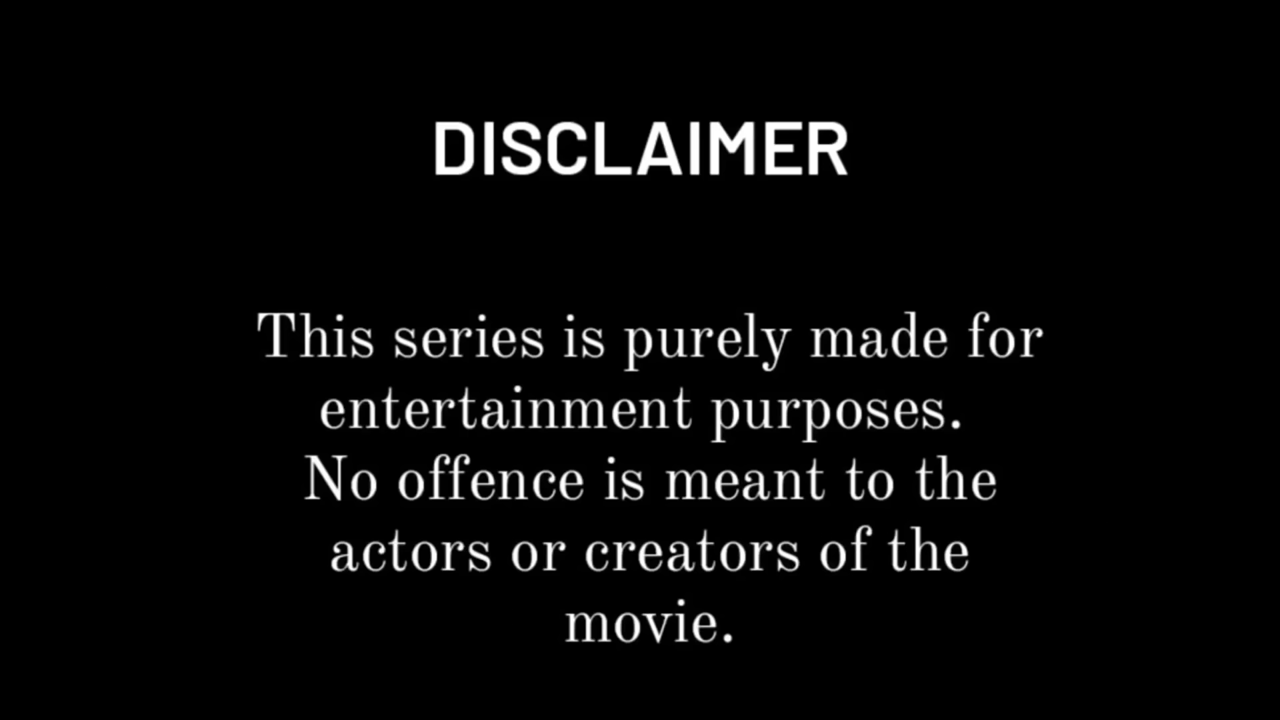 DISCLAIMER
This series is purely made for
entertainment purposes.
No offence is meant to the
actors or creators of the
movie.